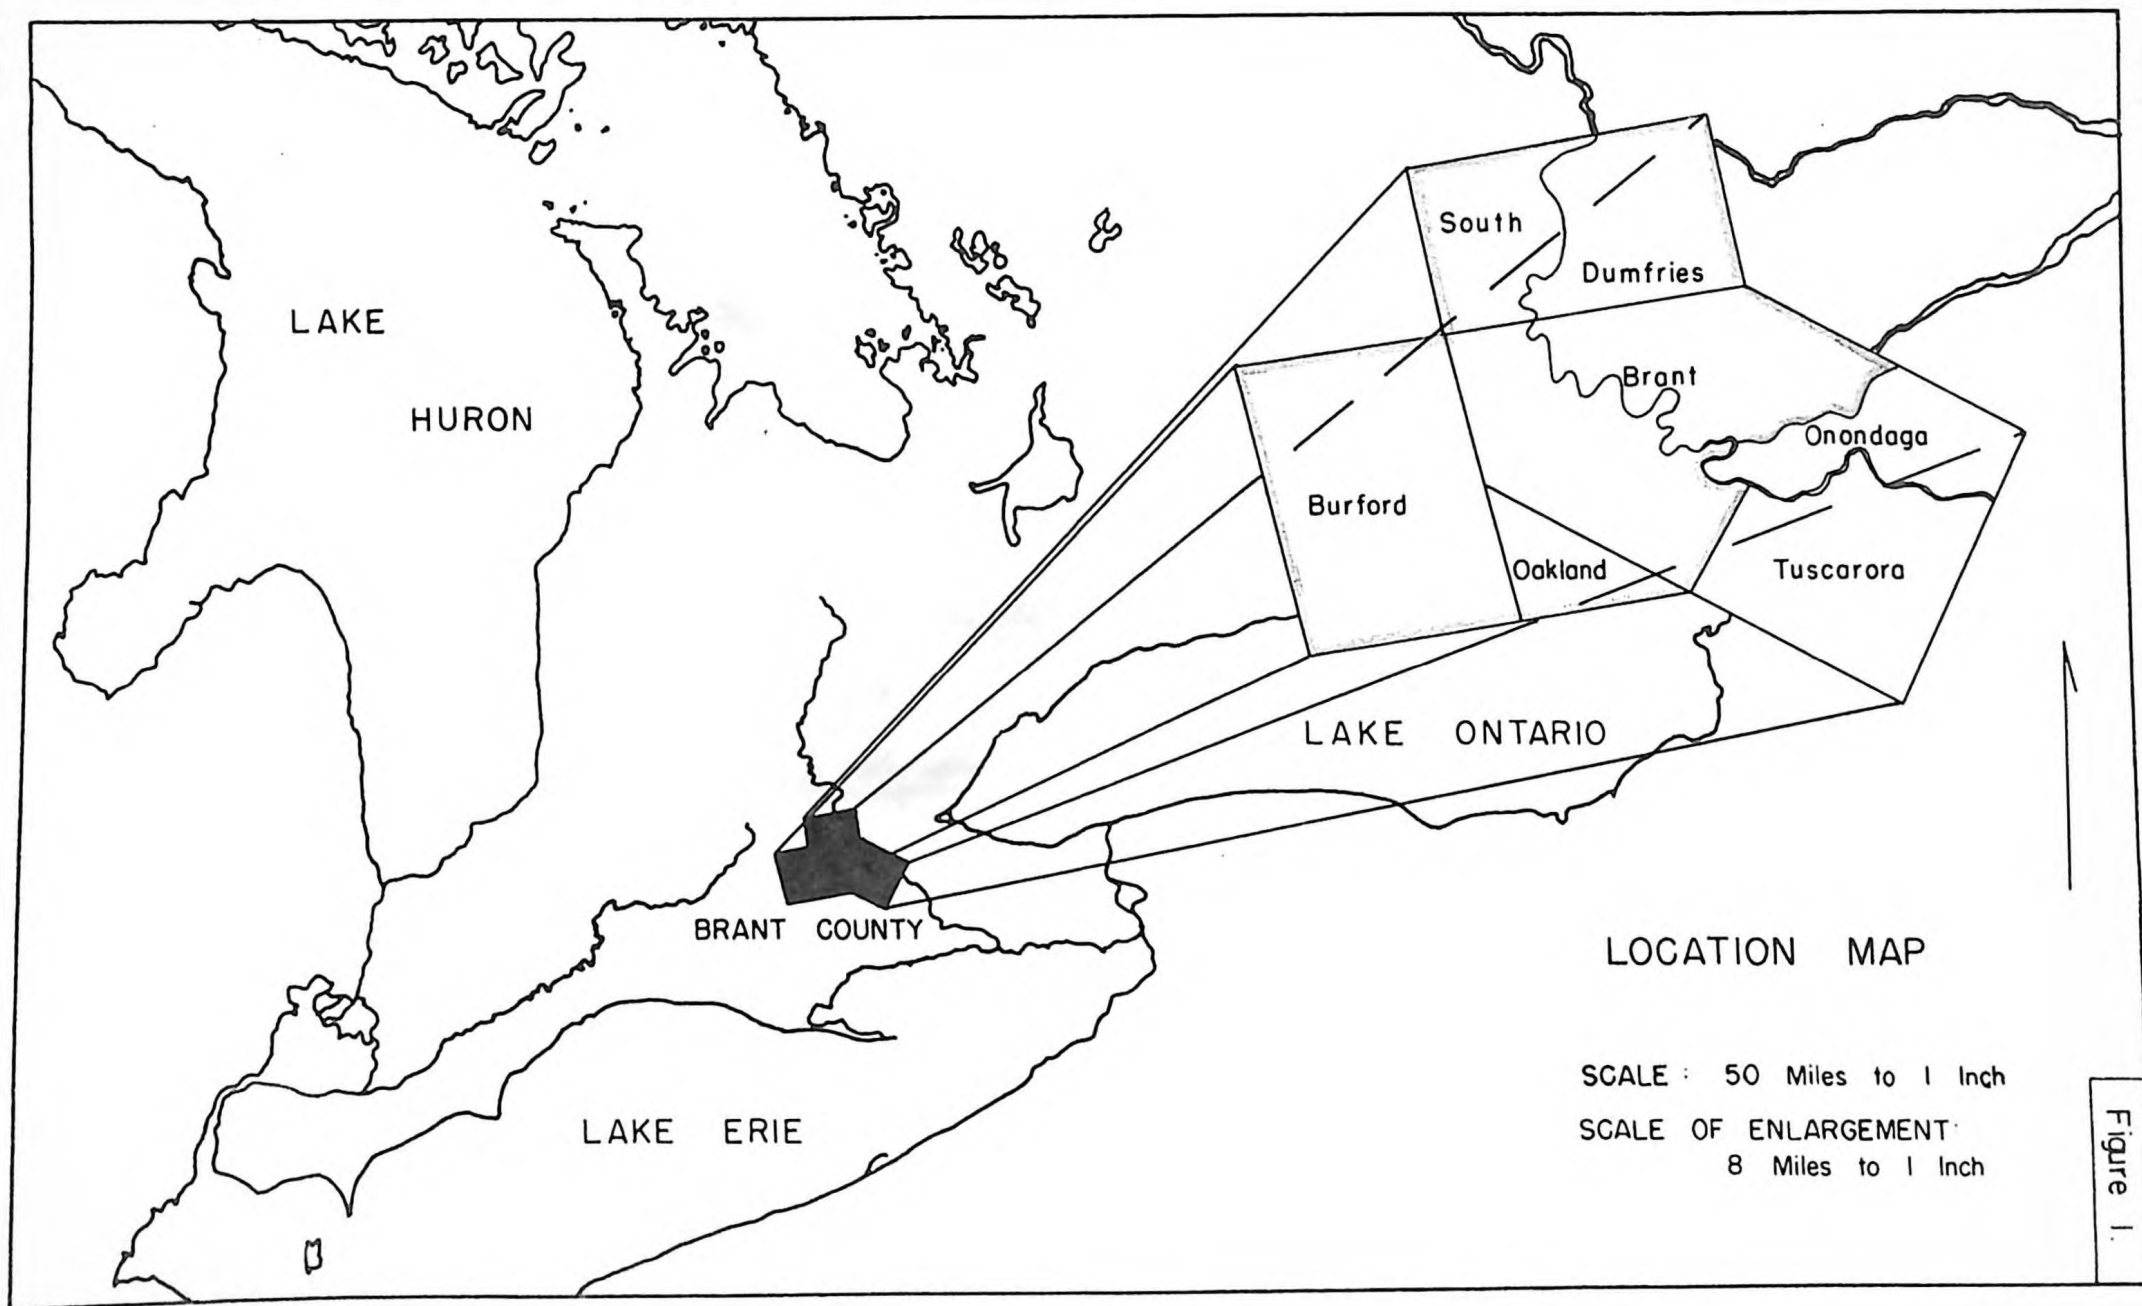 South
Dumfries
LAKE
HURON
Brant
Onondaga
Burford
Oakland
Tuscarora
LAKE ONTARIO
BRANT COUNTY
LOCATION MAP
SCALE : 50 Miles to 1 Inch
SCALE OF ENLARGEMENT:
8 Miles to 1 Inch
LAKE ERIE
Figure 1.